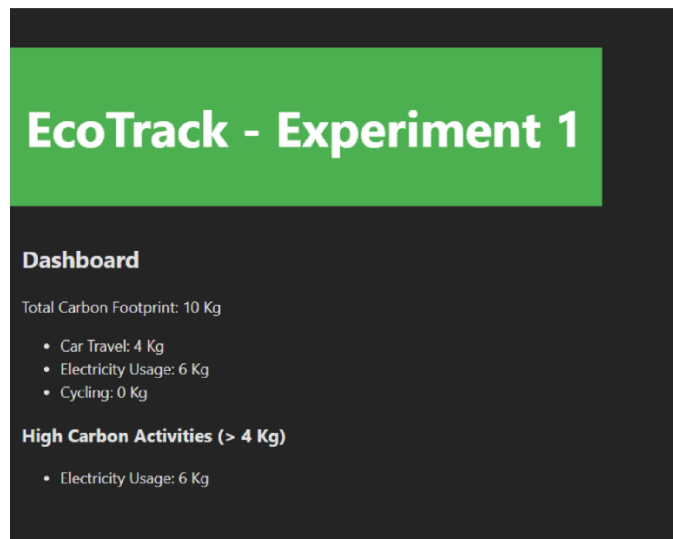 EcoTrack - Experiment 1
Dashboard
Total Carbon Footprint: 10 Kg
• Car Travel: 4 Kg
• Electricity Usage: 6 Kg
• Cycling: 0 Kg
High Carbon Activities (> 4 Kg)
• Electricity Usage: 6 Kg